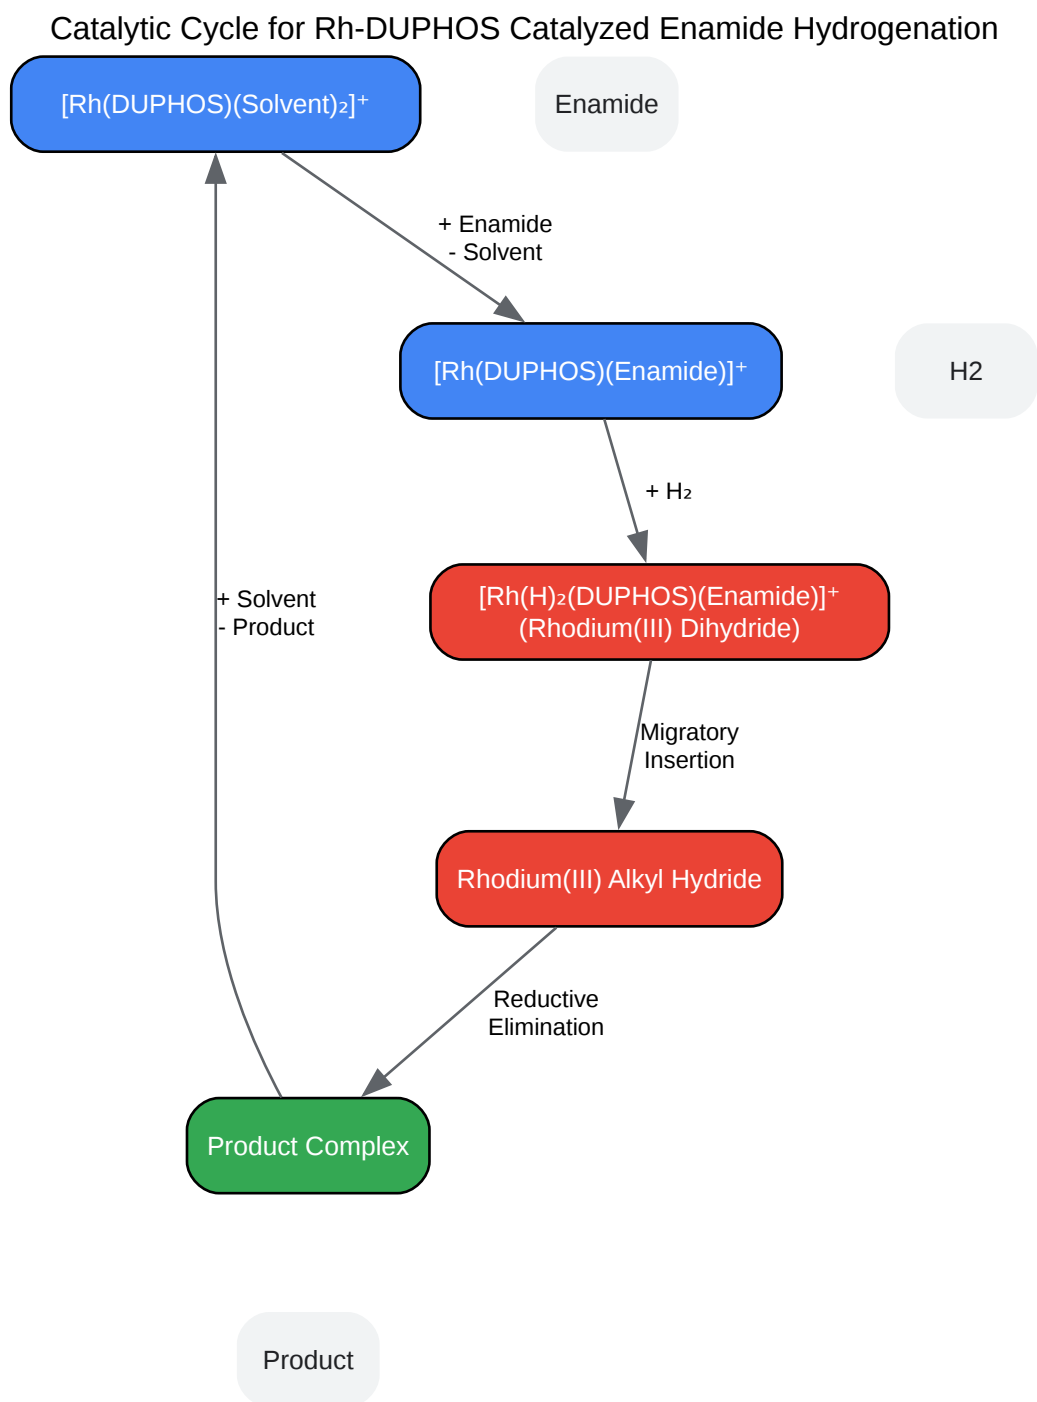 Catalytic Cycle for Rh-DUPHOS Catalyzed Enamide Hydrogenation
[Rh(DUPHOS)(Solvent)₂]⁺
Enamide
+ Enamide
- Solvent
[Rh(DUPHOS)(Enamide)]⁺
H2
+ H₂
[Rh(H)₂(DUPHOS)(Enamide)]⁺
(Rhodium(III) Dihydride)
+ Solvent
- Product
Migratory
Insertion
Rhodium(III) Alkyl Hydride
Reductive
Elimination
Product Complex
Product